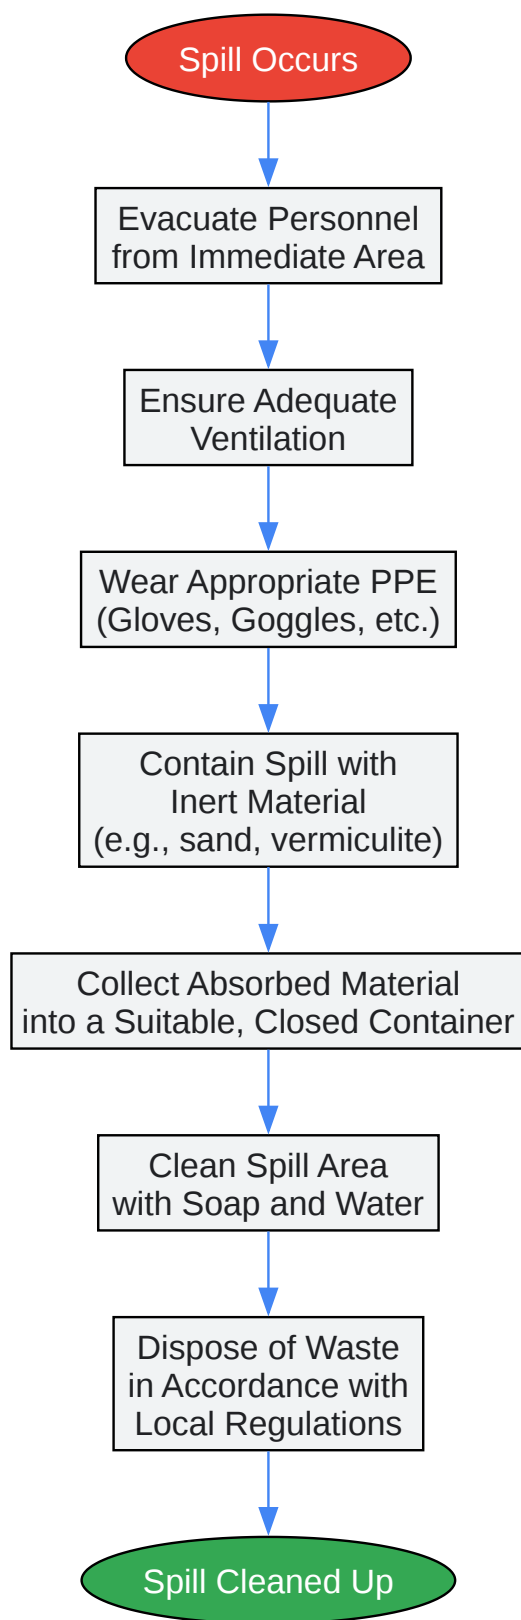 Spill Occurs
Evacuate Personnel
from Immediate Area
Ensure Adequate
Ventilation
Wear Appropriate PPE
(Gloves, Goggles, etc.)
Contain Spill with
Inert Material
(e.g., sand, vermiculite)
Collect Absorbed Material
into a Suitable, Closed Container
Clean Spill Area
with Soap and Water
Dispose of Waste
in Accordance with
Local Regulations
Spill Cleaned Up